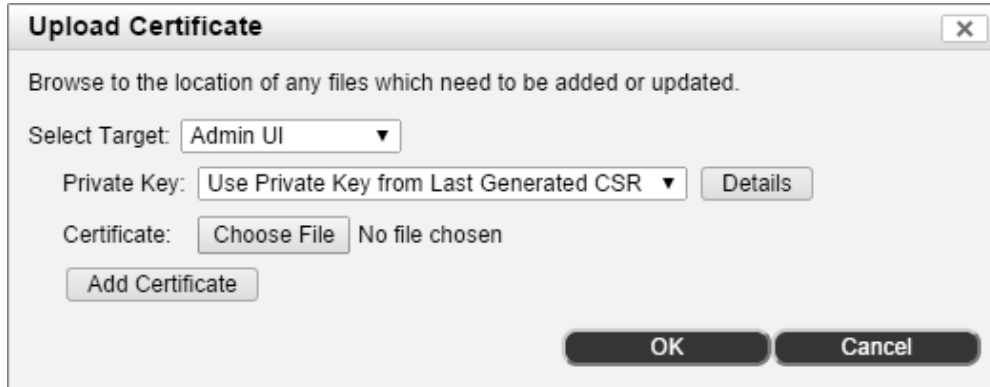 Upload Certificate
Browse to the location of any files which need to be added or updated.
Select Target: Admin UI
Private Key: Use Private Key from Last Generated CSR Details
Certificate: Choose File No file chosen
Add Certificate
OK Cancel